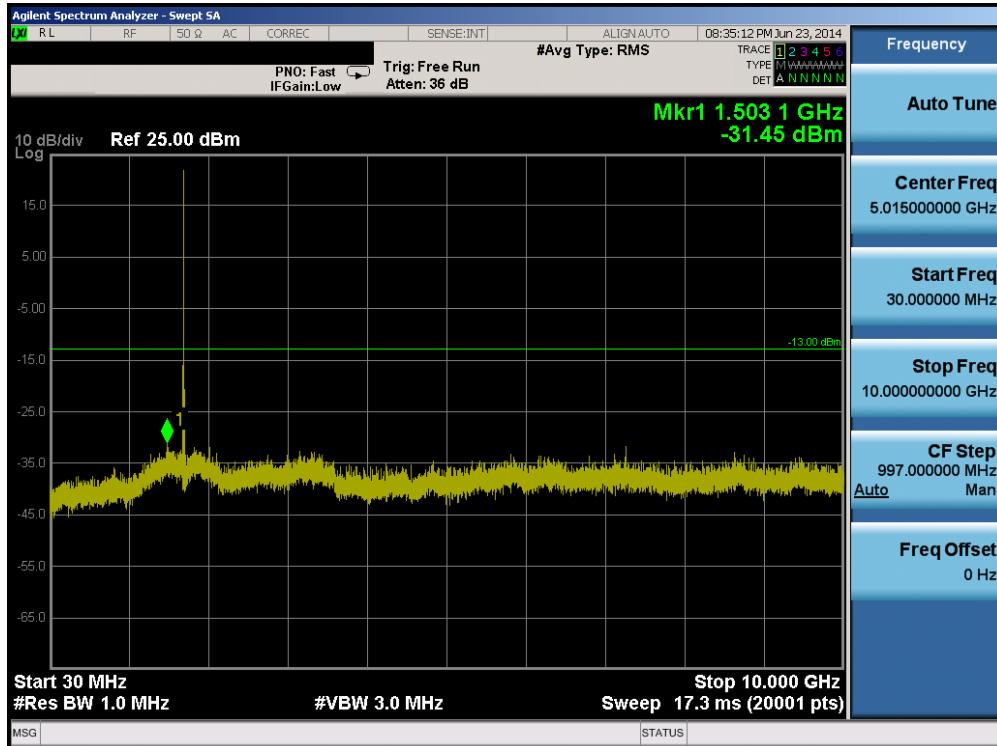 Agilent Spectrum Analyzer - Swept SA
LXI RL RF 50 Ω AC CORREC SENSE:INT ALIGN AUTO 08:35:12 PM Jun 23, 2014
#Avg Type: RMS
TRACE 1 2 3 4 5 6
PNO: Fast Trig: Free Run
TYPE M
IFGain:Low Atten: 36 dB
DET A N N N N N
Mkr1 1.503 1 GHz
-31.45 dBm
10 dB/div Ref 25.00 dBm
Log
15.0
5.00
-5.00
-13.00 dBm
-15.0
-25.0
1
-35.0
-45.0
-55.0
-65.0
Start 30 MHz Stop 10.000 GHz
#Res BW 1.0 MHz #VBW 3.0 MHz Sweep 17.3 ms (20001 pts)
MSG STATUS
Frequency
Auto Tune
Center Freq
5.015000000 GHz
Start Freq
30.000000 MHz
Stop Freq
10.000000000 GHz
CF Step
997.000000 MHz
Auto Man
Freq Offset
0 Hz